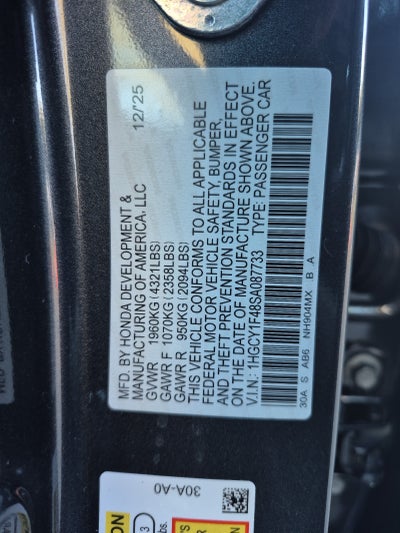 MFD. BY HONDA DEVELOPMENT & 12/25
MANUFACTURING OF AMERICA, LLC
GVWR 1960KG (4321LBS)
GAWR F 1070KG (2358LBS)
GAWR R 950KG (2094LBS)
THIS VEHICLE CONFORMS TO ALL APPLICABLE
FEDERAL MOTOR VEHICLE SAFETY, BUMPER,
AND THEFT PREVENTION STANDARDS IN EFFECT
ON THE DATE OF MANUFACTURE SHOWN ABOVE.
V.I.N.: 1HGCY1F48SA087733 TYPE: PASSENGER CAR
30A S AB6 NH904MX B A
30A-A0
3